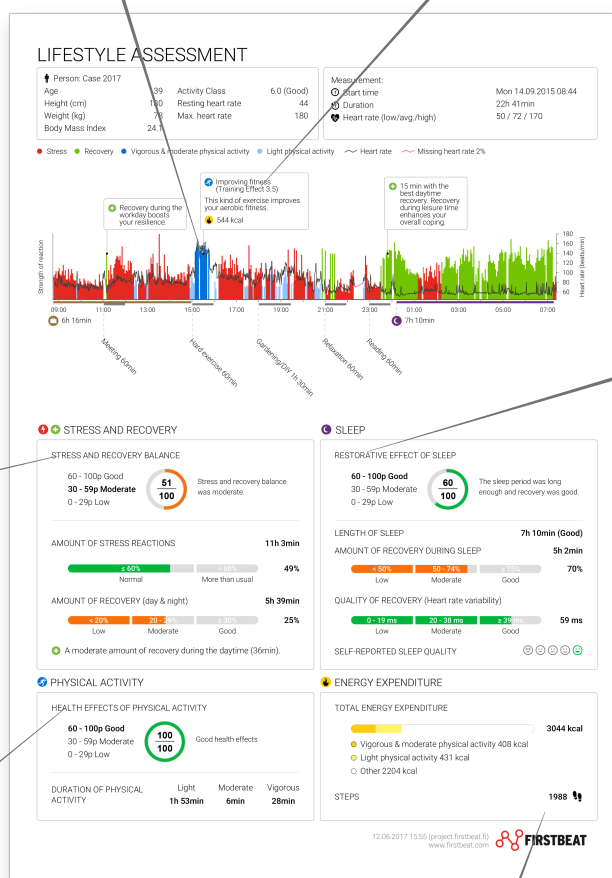 LIFESTYLE ASSESSMENT
Person: Case 2017
Age 39 Activity Class 6.0 (Good)
Height (cm) 180 Resting heart rate 44
Weight (kg) 78 Max. heart rate 180
Body Mass Index 24.1
Measurement:
Start time Mon 14.09.2015 08:44
Duration 22h 41min
Heart rate (low/avg./high) 50 / 72 / 170
Stress Recovery Vigorous & moderate physical activity Light physical activity Heart rate Missing heart rate 2%
Recovery during the
workday boosts
your resilience.
Improving fitness
(Training Effect 3.5)
This kind of exercise improves
your aerobic fitness.
544 kcal
15 min with the
best daytime
recovery. Recovery
during leisure time
enhances your
overall coping.
Strength of reaction
180
160
140
120
100
80
60
Heart rate (beats/min)
09:00 11:00 13:00 15:00 17:00 19:00 21:00 23:00 01:00 03:00 05:00 07:00
6h 16min
7h 10min
Meeting 60min
Hard exercise 60min
Gardening/DIY 1h 30min
Relaxation 60min
Reading 60min
STRESS AND RECOVERY
STRESS AND RECOVERY BALANCE
60 - 100p Good
30 - 59p Moderate
0 - 29p Low
51
100
Stress and recovery balance
was moderate.
AMOUNT OF STRESS REACTIONS 11h 3min
≤ 60% > 60% 49%
Normal More than usual
AMOUNT OF RECOVERY (day & night) 5h 39min
< 20% 20 - 29% ≥ 30% 25%
Low Moderate Good
A moderate amount of recovery during the daytime (36min).
SLEEP
RESTORATIVE EFFECT OF SLEEP
60 - 100p Good
30 - 59p Moderate
0 - 29p Low
60
100
The sleep period was long
enough and recovery was good.
LENGTH OF SLEEP 7h 10min (Good)
AMOUNT OF RECOVERY DURING SLEEP 5h 2min
< 50% 50 - 74% ≥ 75% 70%
Low Moderate Good
QUALITY OF RECOVERY (Heart rate variability)
0 - 19 ms 20 - 38 ms ≥ 39 ms 59 ms
Low Moderate Good
SELF-REPORTED SLEEP QUALITY
PHYSICAL ACTIVITY
HEALTH EFFECTS OF PHYSICAL ACTIVITY
60 - 100p Good
30 - 59p Moderate
0 - 29p Low
100
100
Good health effects
DURATION OF PHYSICAL
ACTIVITY
Light Moderate Vigorous
1h 53min 6min 28min
ENERGY EXPENDITURE
TOTAL ENERGY EXPENDITURE
3044 kcal
Vigorous & moderate physical activity 408 kcal
Light physical activity 431 kcal
Other 2204 kcal
STEPS 1988
12.06.2017 15:55 (project.firstbeat.fi)
www.firstbeat.com
FIRSTBEAT